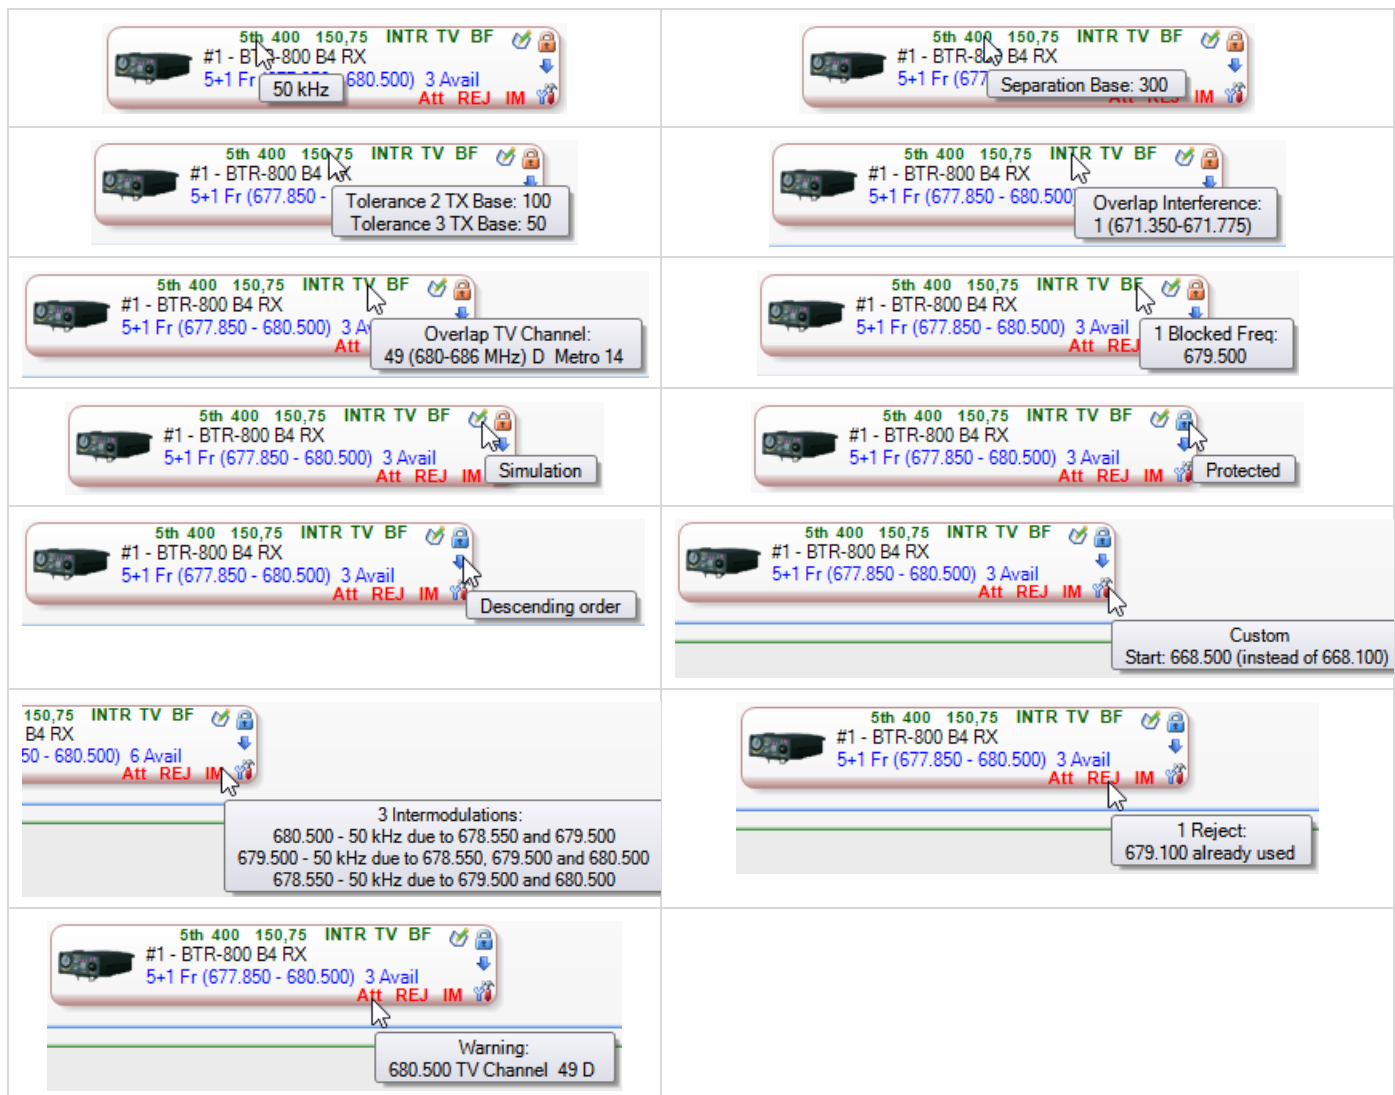 5th 400 150,75 INTR TV BF
#1 - BTR-800 B4 RX
5+1 Fr (677.850 - 680.500) 3 Avail
50 kHz
Att REJ IM
5th 400 150,75 INTR TV BF
#1 - BTR-800 B4 RX
5+1 Fr (677
Separation Base: 300
Att REJ IM
5th 400 150,75 INTR TV BF
#1 - BTR-800 B4 RX
5+1 Fr (677.850 -
Tolerance 2 TX Base: 100
Tolerance 3 TX Base: 50
5th 400 150,75 INTR TV BF
#1 - BTR-800 B4 RX
5+1 Fr (677.850 - 680.500)
Overlap Interference:
1 (671.350-671.775)
5th 400 150,75 INTR TV BF
#1 - BTR-800 B4 RX
5+1 Fr (677.850 - 680.500) 3 Av
Att
Overlap TV Channel:
49 (680-686 MHz) D Metro 14
5th 400 150,75 INTR TV BF
#1 - BTR-800 B4 RX
5+1 Fr (677.850 - 680.500) 3 Avail
Att REJ
1 Blocked Freq:
679.500
5th 400 150,75 INTR TV BF
#1 - BTR-800 B4 RX
5+1 Fr (677.850 - 680.500) 3 Avail
Att REJ IM
Simulation
5th 400 150,75 INTR TV BF
#1 - BTR-800 B4 RX
5+1 Fr (677.850 - 680.500) 3 Avail
Att REJ IM
Protected
5th 400 150,75 INTR TV BF
#1 - BTR-800 B4 RX
5+1 Fr (677.850 - 680.500) 3 Avail
Att REJ IM
Descending order
5th 400 150,75 INTR TV BF
#1 - BTR-800 B4 RX
5+1 Fr (677.850 - 680.500) 3 Avail
Att REJ IM
Custom
Start: 668.500 (instead of 668.100)
150,75 INTR TV BF
B4 RX
50 - 680.500) 6 Avail
Att REJ IM
3 Intermodulations:
680.500 - 50 kHz due to 678.550 and 679.500
679.500 - 50 kHz due to 678.550, 679.500 and 680.500
678.550 - 50 kHz due to 679.500 and 680.500
5th 400 150,75 INTR TV BF
#1 - BTR-800 B4 RX
5+1 Fr (677.850 - 680.500) 3 Avail
Att REJ IM
1 Reject:
679.100 already used
5th 400 150,75 INTR TV BF
#1 - BTR-800 B4 RX
5+1 Fr (677.850 - 680.500) 3 Avail
Att REJ IM
Warning:
680.500 TV Channel 49 D